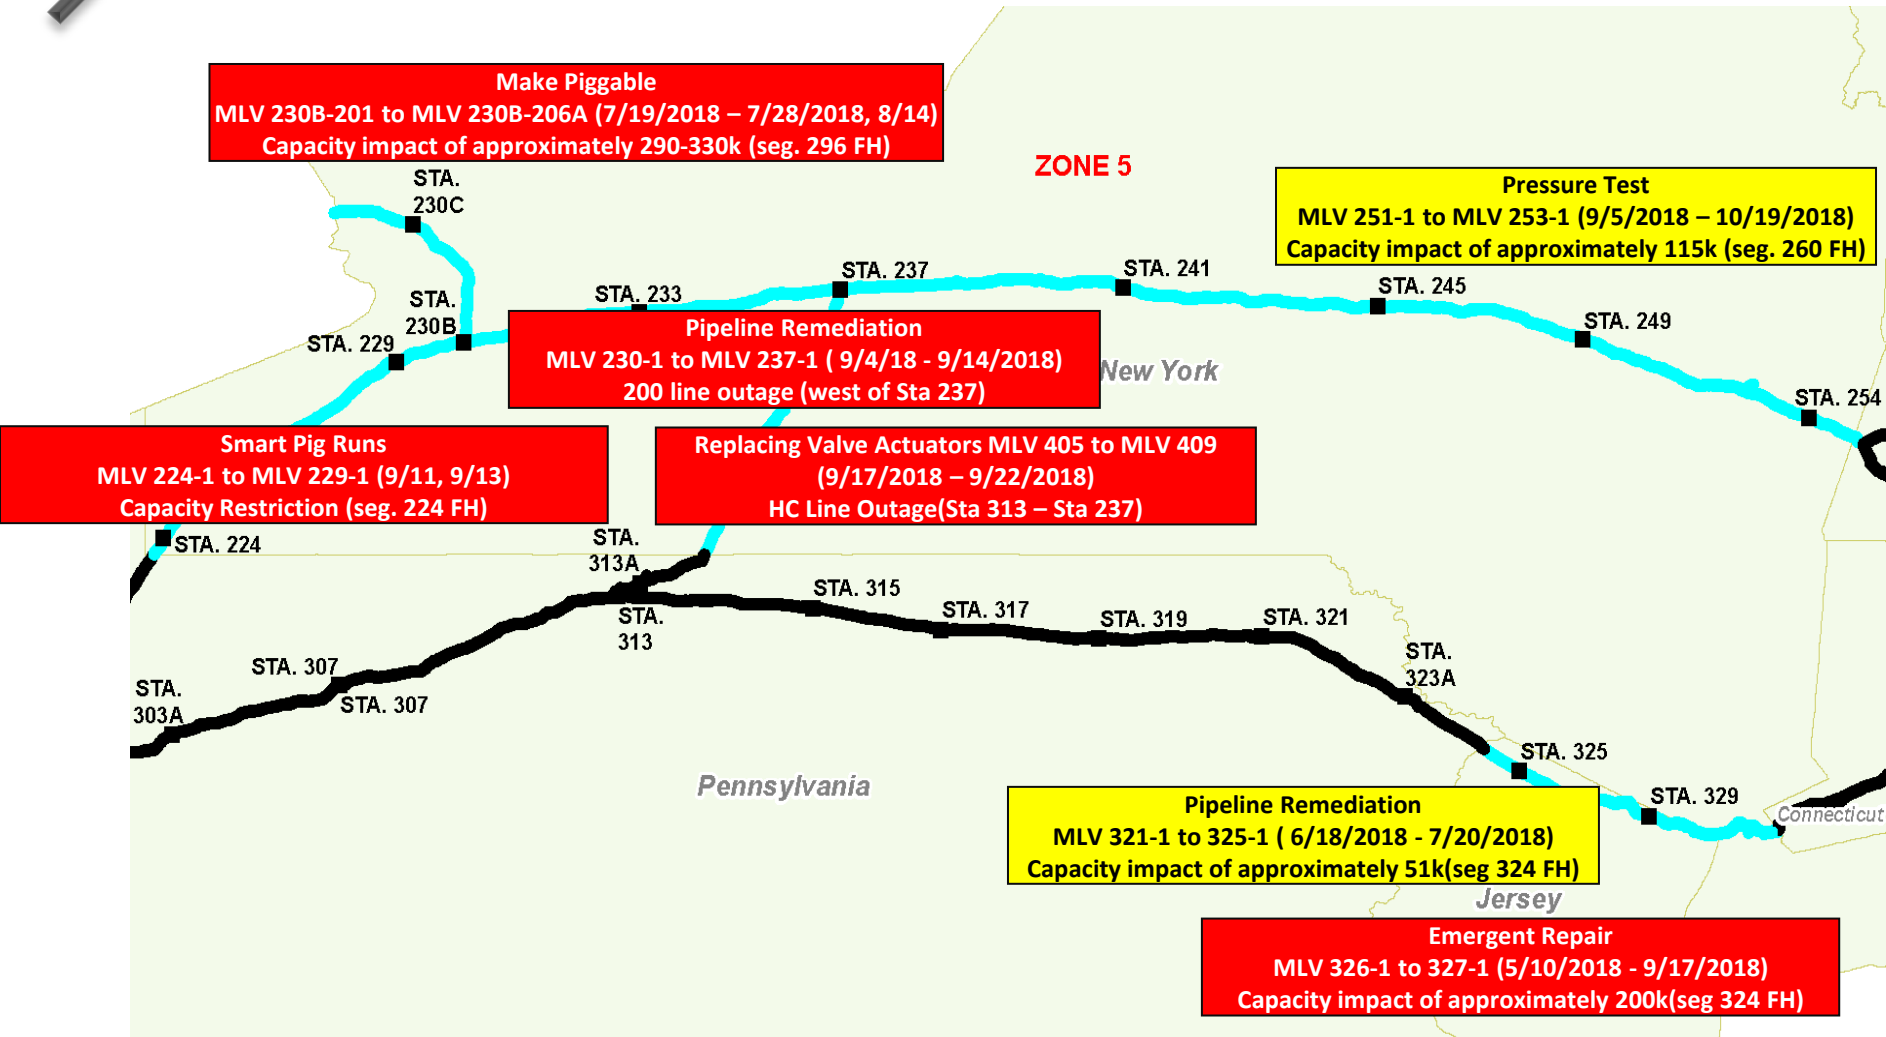 Make Piggable
MLV 230B-201 to MLV 230B-206A (7/19/2018 – 7/28/2018, 8/14)
Capacity impact of approximately 290-330k (seg. 296 FH)
ZONE 5
Pressure Test
MLV 251-1 to MLV 253-1 (9/5/2018 – 10/19/2018)
Capacity impact of approximately 115k (seg. 260 FH)
STA.
230C
STA. 237
STA. 241
STA. 245
STA. 233
STA.
230B
STA. 229
STA. 249
STA. 254
Pipeline Remediation
MLV 230-1 to MLV 237-1 ( 9/4/18 - 9/14/2018)
200 line outage (west of Sta 237)
New York
Smart Pig Runs
MLV 224-1 to MLV 229-1 (9/11, 9/13)
Capacity Restriction (seg. 224 FH)
Replacing Valve Actuators MLV 405 to MLV 409
(9/17/2018 – 9/22/2018)
HC Line Outage(Sta 313 – Sta 237)
STA. 224
STA.
313A
STA. 315
STA. 317
STA. 319
STA. 321
STA.
313
STA.
323A
STA. 307
STA. 307
STA.
303A
STA. 325
STA. 329
Pennsylvania
Connecticut
Pipeline Remediation
MLV 321-1 to 325-1 ( 6/18/2018 - 7/20/2018)
Capacity impact of approximately 51k(seg 324 FH)
Jersey
Emergent Repair
MLV 326-1 to 327-1 (5/10/2018 - 9/17/2018)
Capacity impact of approximately 200k(seg 324 FH)